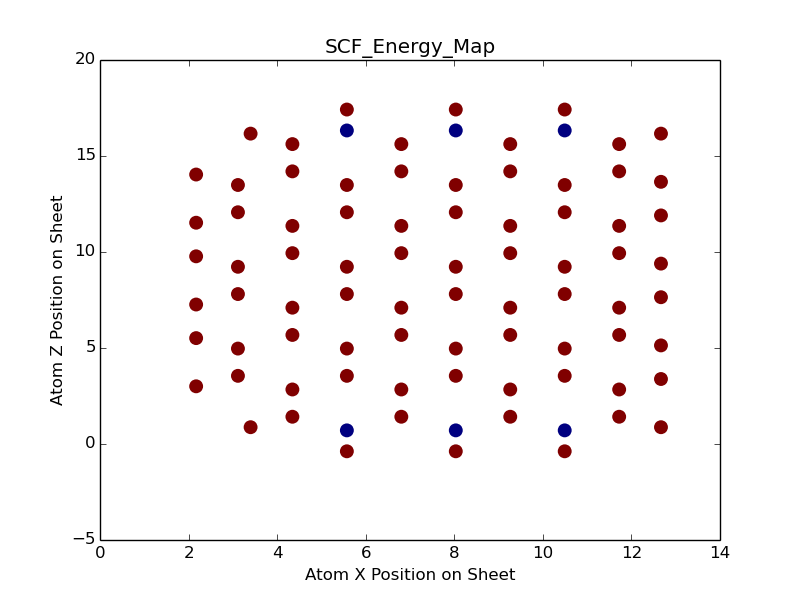 SCF_Energy_Map
20
15
10
5
0
−5
Atom Z Position on Sheet
0 2 4 6 8 10 12 14
Atom X Position on Sheet